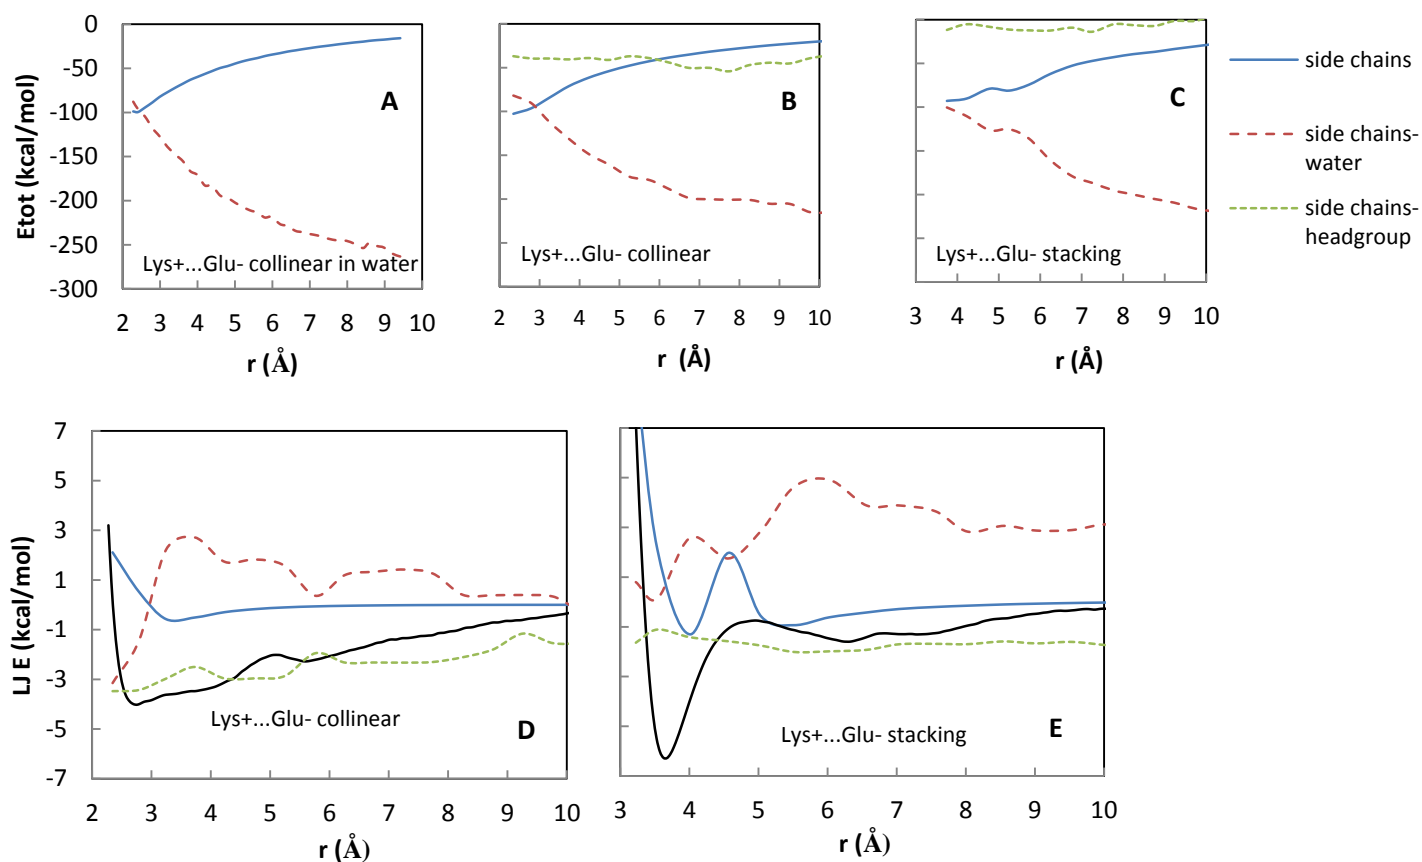 Etot (kcal/mol)
0
-50
-100
-150
-200
-250
-300
A
Lys+...Glu- collinear in water
2 3 4 5 6 7 8 9 10
r (Å)
B
Lys+...Glu- collinear
2 3 4 5 6 7 8 9 10
r (Å)
C
Lys+...Glu- stacking
3 4 5 6 7 8 9 10
r (Å)
side chains
side chains-
water
side chains-
headgroup
LJ E (kcal/mol)
7
5
3
1
-1
-3
-5
-7
Lys+...Glu- collinear
D
2 3 4 5 6 7 8 9 10
r (Å)
Lys+...Glu- stacking
E
3 4 5 6 7 8 9 10
r (Å)